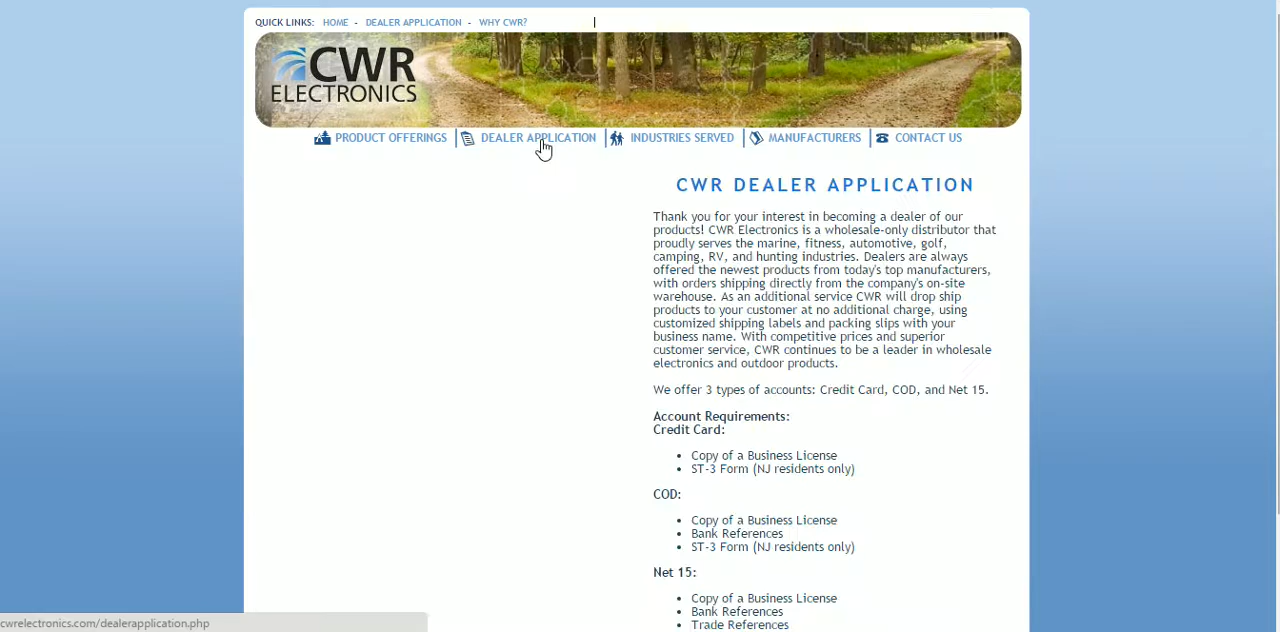 QUICK LINKS: HOME - DEALER APPLICATION - WHY CWR? |
CWR
ELECTRONICS
PRODUCT OFFERINGS | DEALER APPLICATION | INDUSTRIES SERVED | MANUFACTURERS | CONTACT US
CWR DEALER APPLICATION
Thank you for your interest in becoming a dealer of our
products! CWR Electronics is a wholesale-only distributor that
proudly serves the marine, fitness, automotive, golf,
camping, RV, and hunting industries. Dealers are always
offered the newest products from today's top manufacturers,
with orders shipping directly from the company's on-site
warehouse. As an additional service CWR will drop ship
products to your customer at no additional charge, using
customized shipping labels and packing slips with your
business name. With competitive prices and superior
customer service, CWR continues to be a leader in wholesale
electronics and outdoor products.
We offer 3 types of accounts: Credit Card, COD, and Net 15.
Account Requirements:
Credit Card:
• Copy of a Business License
• ST-3 Form (NJ residents only)
COD:
• Copy of a Business License
• Bank References
• ST-3 Form (NJ residents only)
Net 15:
• Copy of a Business License
• Bank References
• Trade References
cwrelectronics.com/dealerapplication.php